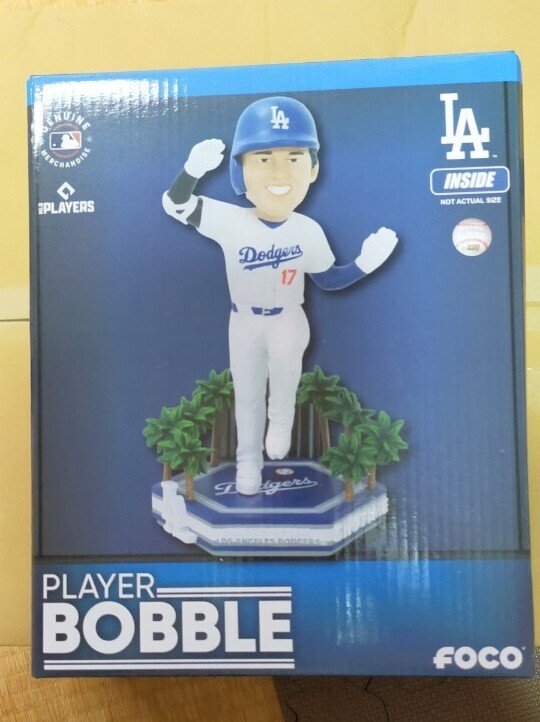 GENUINE
MERCHANDISE
PLAYERS
LA
INSIDE
NOT ACTUAL SIZE
LA
Dodgers
17
Dodgers
LOS ANGELES DODGERS
PLAYER
BOBBLE
FOCO